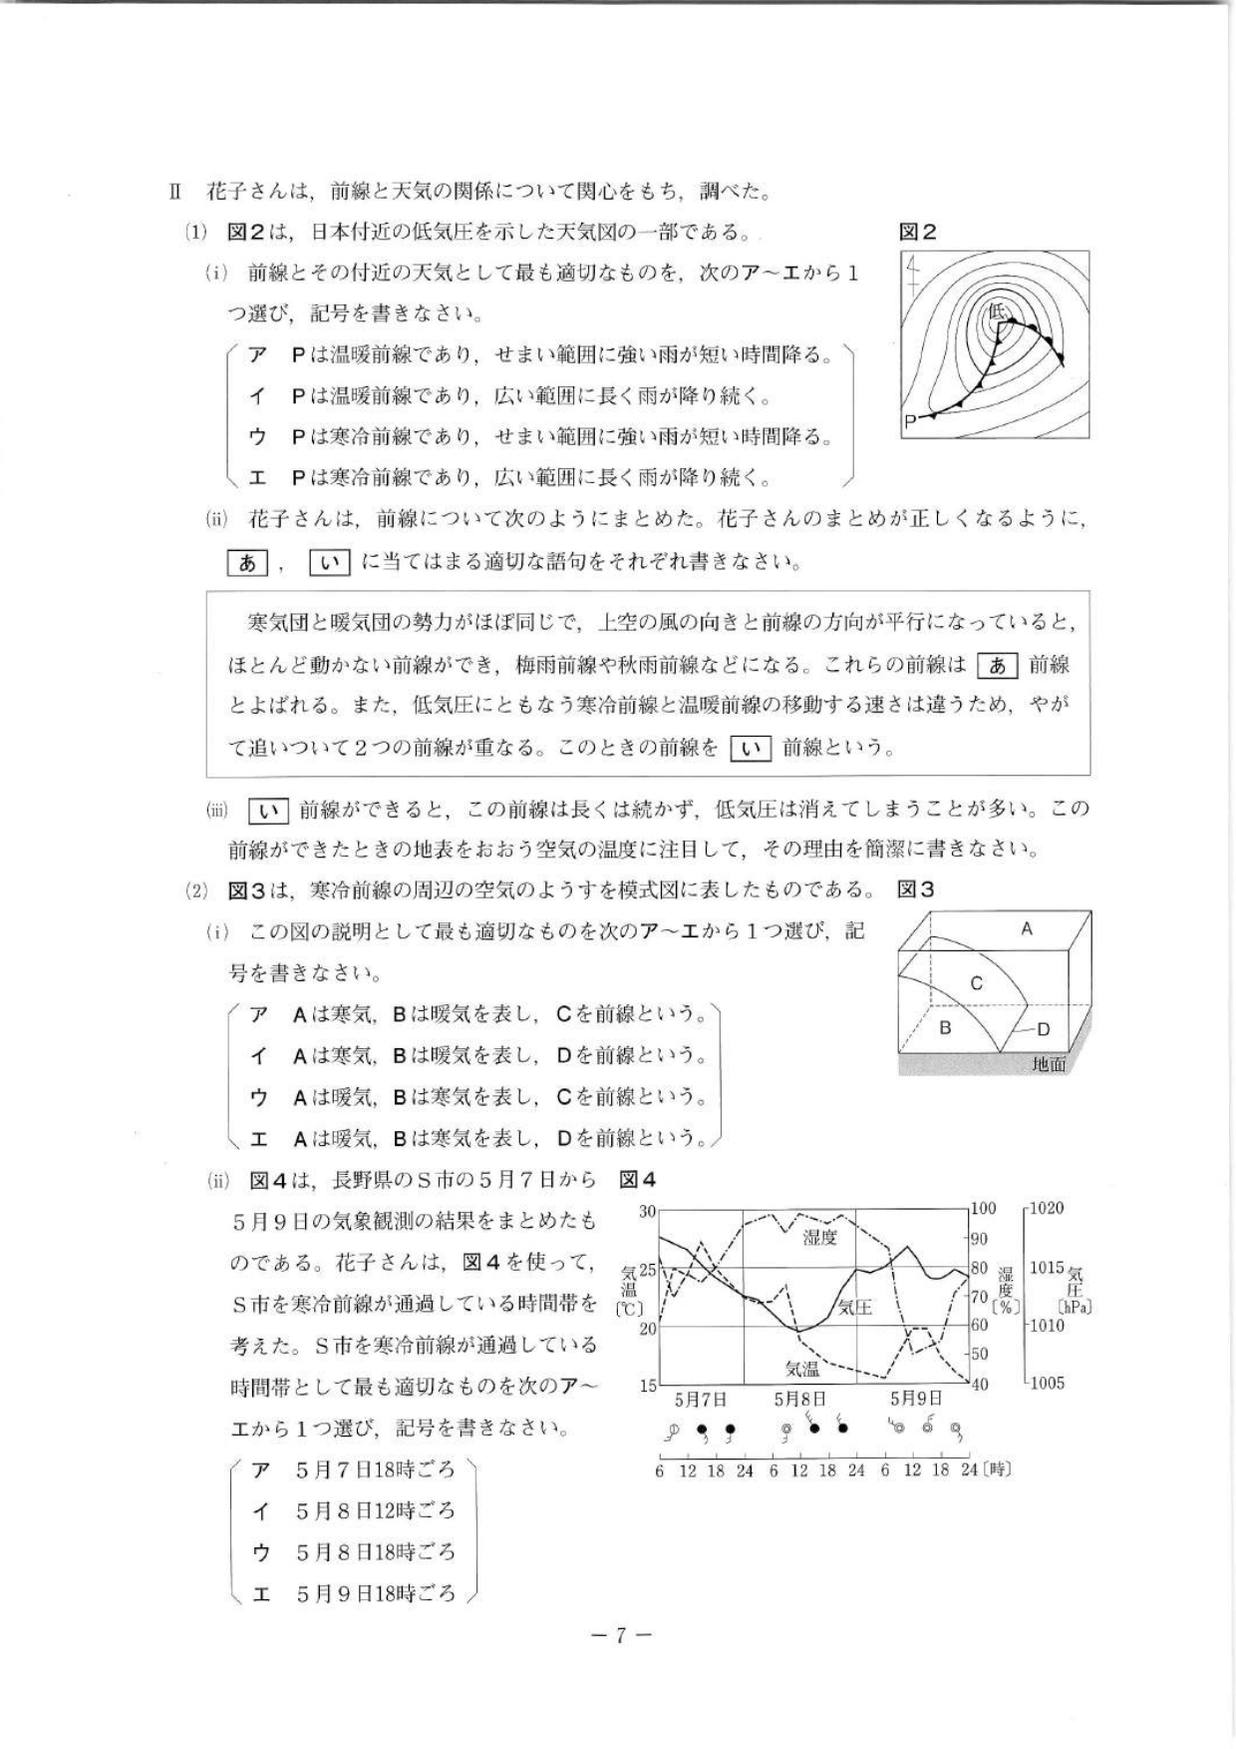 Ⅱ 花子さんは，前線と天気の関係について関心をもち，調べた。
(1) 図2は，日本付近の低気圧を示した天気図の一部である。
図2
(i) 前線とその付近の天気として最も適切なものを，次のア～エから1
つ選び，記号を書きなさい。
ア Pは温暖前線であり，せまい範囲に強い雨が短い時間降る。
イ Pは温暖前線であり，広い範囲に長く雨が降り続く。
ウ Pは寒冷前線であり，せまい範囲に強い雨が短い時間降る。
エ Pは寒冷前線であり，広い範囲に長く雨が降り続く。
低
P
(ii) 花子さんは，前線について次のようにまとめた。花子さんのまとめが正しくなるように，
あ ， い に当てはまる適切な語句をそれぞれ書きなさい。
寒気団と暖気団の勢力がほぼ同じで，上空の風の向きと前線の方向が平行になっていると，
ほとんど動かない前線ができ，梅雨前線や秋雨前線などになる。これらの前線は あ 前線
とよばれる。また，低気圧にともなう寒冷前線と温暖前線の移動する速さは違うため，やが
て追いついて2つの前線が重なる。このときの前線を い 前線という。
(iii) い 前線ができると，この前線は長くは続かず，低気圧は消えてしまうことが多い。この
前線ができたときの地表をおおう空気の温度に注目して，その理由を簡潔に書きなさい。
(2) 図3は，寒冷前線の周辺の空気のようすを模式図に表したものである。
図3
(i) この図の説明として最も適切なものを次のア～エから1つ選び，記
号を書きなさい。
ア Aは寒気，Bは暖気を表し，Cを前線という。
イ Aは寒気，Bは暖気を表し，Dを前線という。
ウ Aは暖気，Bは寒気を表し，Cを前線という。
エ Aは暖気，Bは寒気を表し，Dを前線という。
A
C
B
D
地面
(ii) 図4は，長野県のS市の5月7日から
5月9日の気象観測の結果をまとめたも
のである。花子さんは，図4を使って，
S市を寒冷前線が通過している時間帯を
考えた。S市を寒冷前線が通過している
時間帯として最も適切なものを次のア～
エから1つ選び，記号を書きなさい。
ア 5月7日18時ごろ
イ 5月8日12時ごろ
ウ 5月8日18時ごろ
エ 5月9日18時ごろ
図4
30
25
20
15
気温〔℃〕
湿度
気圧
気温
100
90
80
70
60
50
40
湿度〔％〕
1020
1015
1010
1005
気圧〔hPa〕
5月7日 5月8日 5月9日
6 12 18 24 6 12 18 24 6 12 18 24〔時〕
－ 7 －